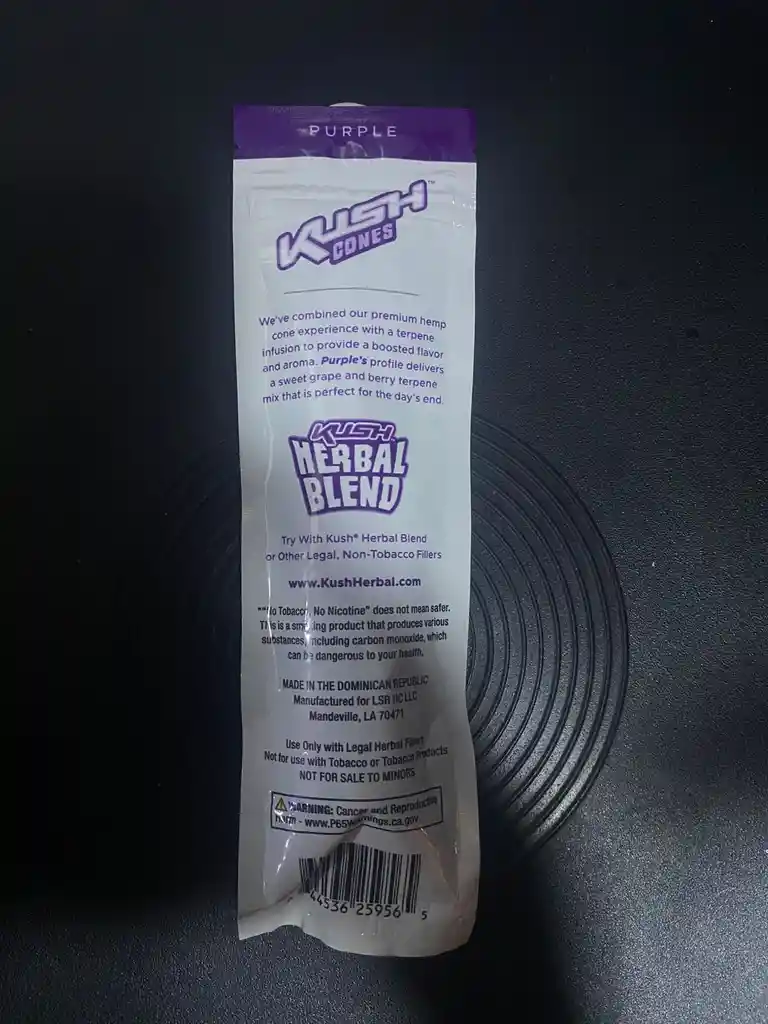 PURPLE
KUSH™
CONES
We've combined our premium hemp
cone experience with a terpene
infusion to provide a boosted flavor
and aroma. Purple's profile delivers
a sweet grape and berry terpene
mix that is perfect for the day's end.
KUSH
HERBAL
BLEND
Try With Kush® Herbal Blend
or Other Legal, Non-Tobacco Fillers
www.KushHerbal.com
*"No Tobacco, No Nicotine" does not mean safer.
This is a smoking product that produces various
substances, including carbon monoxide, which
can be dangerous to your health.
MADE IN THE DOMINICAN REPUBLIC
Manufactured for LSR LLC
Mandeville, LA 70471
Use Only with Legal Herbal Fillers
Not for use with Tobacco or Tobacco Products
NOT FOR SALE TO MINORS
WARNING: Cancer and Reproductive
Harm - www.P65Warnings.ca.gov
44536 25956 5